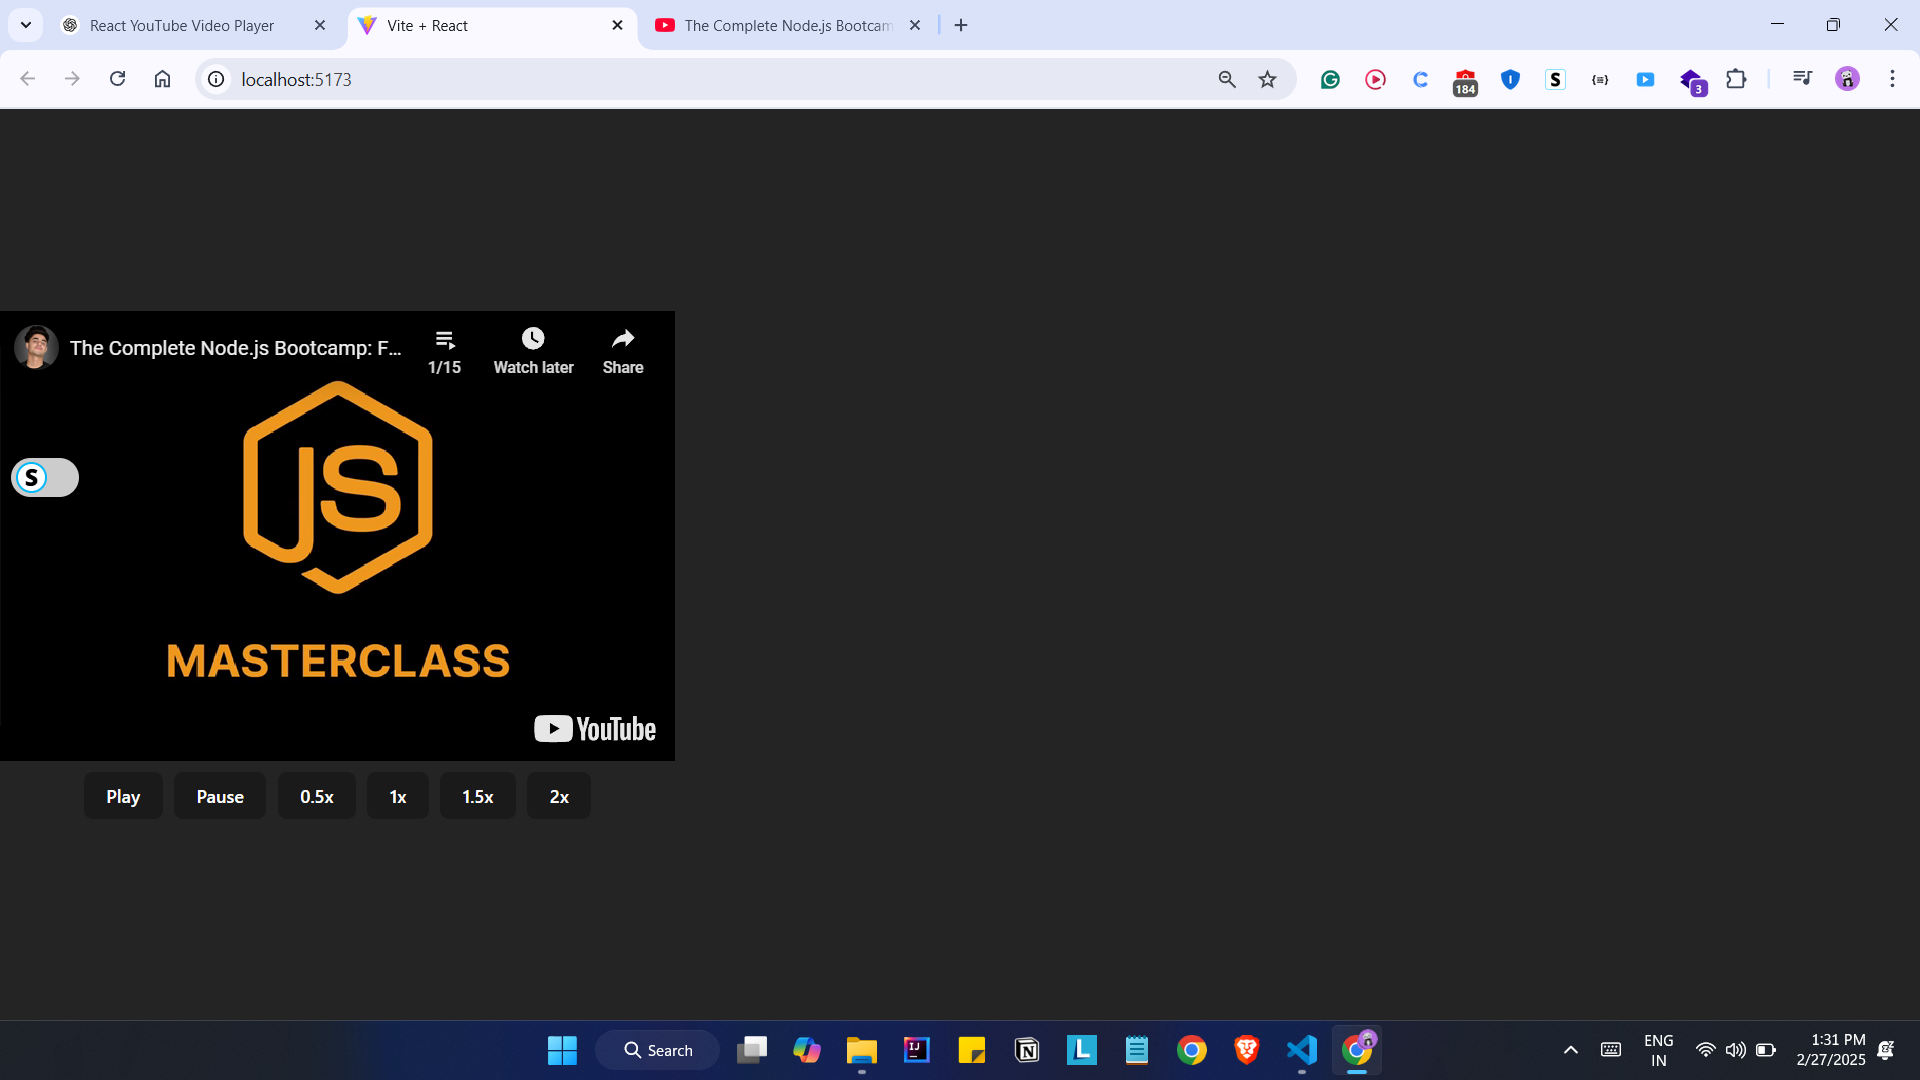 React YouTube Video Player
Vite + React
The Complete Node.js Bootcam
localhost:5173
184
3
The Complete Node.js Bootcamp: F...
1/15
Watch later
Share
S
JS
MASTERCLASS
YouTube
Play
Pause
0.5x
1x
1.5x
2x
Search
ENG
IN
1:31 PM
2/27/2025